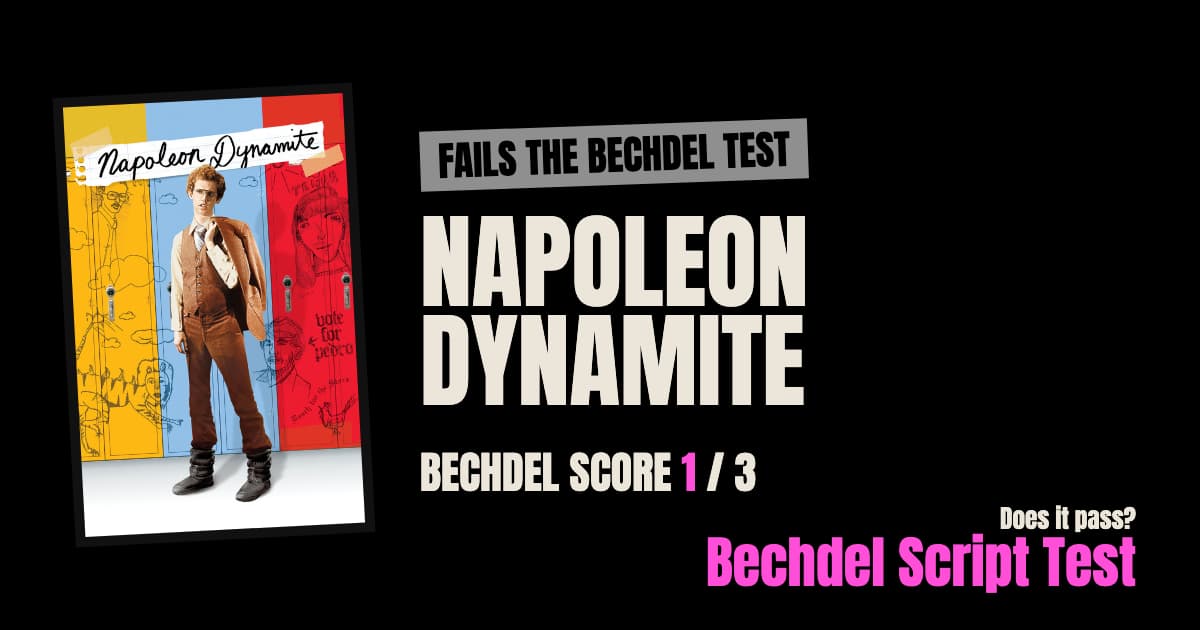 Napoleon Dynamite
vote
for
pedro
FAILS THE BECHDEL TEST
NAPOLEON
DYNAMITE
BECHDEL SCORE 1 / 3
Does it pass?
Bechdel Script Test